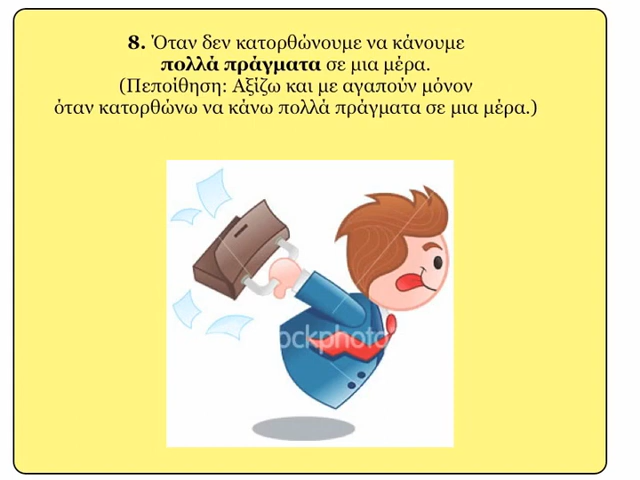 8. Όταν δεν κατορθώνουμε να κάνουμε
πολλά πράγματα σε μια μέρα.
(Πεποίθηση: Αξίζω και με αγαπούν μόνον
όταν κατορθώνω να κάνω πολλά πράγματα σε μια μέρα.)
ockphoto